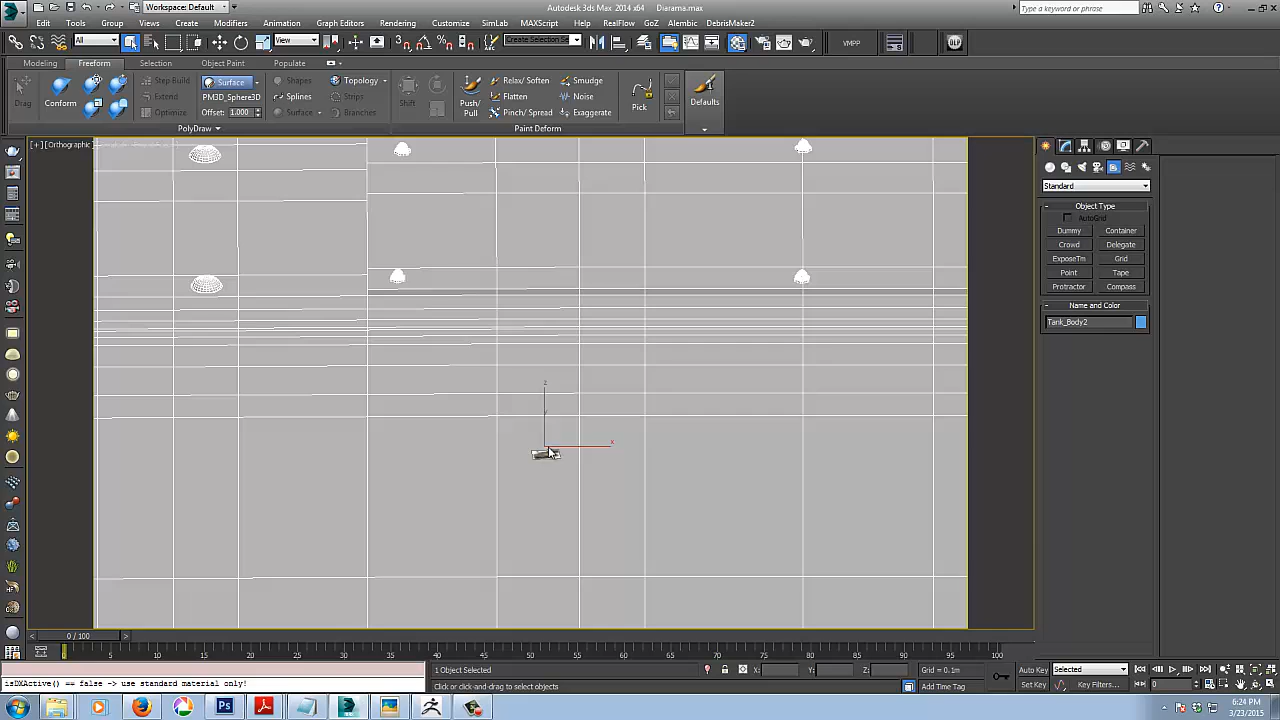 Workspace: Default
Autodesk 3ds Max 2014 x64 Diarama.max
Type a keyword or phrase
Edit Tools Group Views Create Modifiers Animation Graph Editors Rendering Customize SimLab MAXScript Help RealFlow GoZ Alembic DebrisMaker2
All View Create Selection Se VMPP
Modeling Freeform Selection Object Paint Populate
Drag Conform Step Build Extend Optimize Surface PM3D_Sphere3D Offset: 1.000 Shapes Splines Surface Topology Strips Branches Shift Push/Pull Relax/ Soften Flatten Pinch/ Spread Smudge Noise Exaggerate Pick Defaults
PolyDraw Paint Deform
[+][Orthographic]
z
x
Standard
Object Type
AutoGrid
Dummy Container
Crowd Delegate
ExposeTm Grid
Point Tape
Protractor Compass
Name and Color
Tank_Body2
0 / 100
5 10 15 20 25 30 35 40 45 50 55 60 65 70 75 80 85 90 95 100
1 Object Selected X: Y: Z: Grid = 0.1m Auto Key Selected
isDXActive() == false -> use standard material only! Click or click-and-drag to select objects Add Time Tag Set Key Key Filters... 0
Ps
6:24 PM
3/23/2015